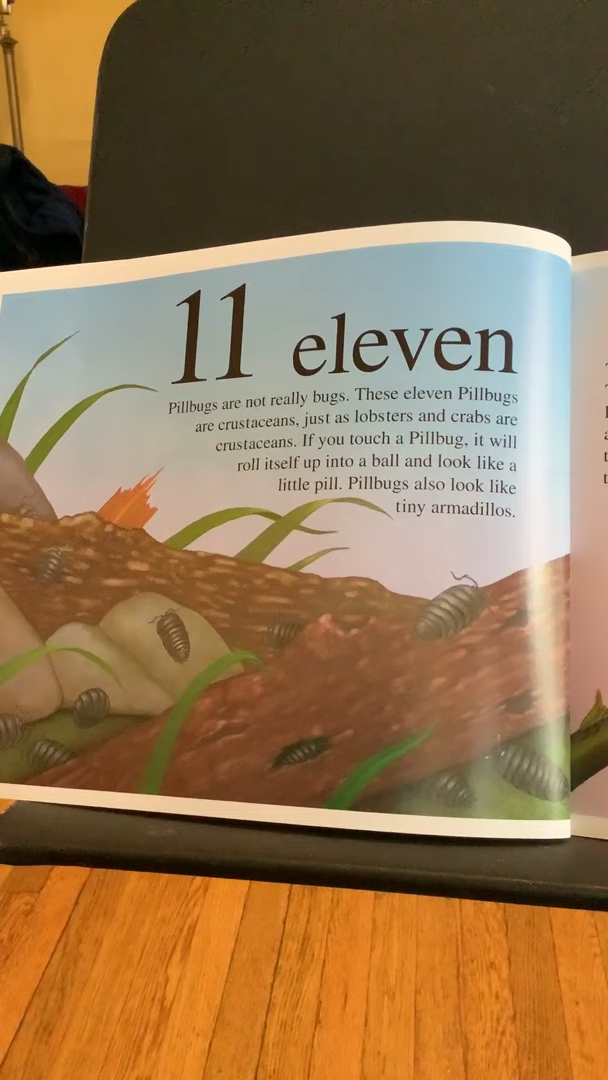 11 eleven
Pillbugs are not really bugs. These eleven Pillbugs
are crustaceans, just as lobsters and crabs are
crustaceans. If you touch a Pillbug, it will
roll itself up into a ball and look like a
little pill. Pillbugs also look like
tiny armadillos.